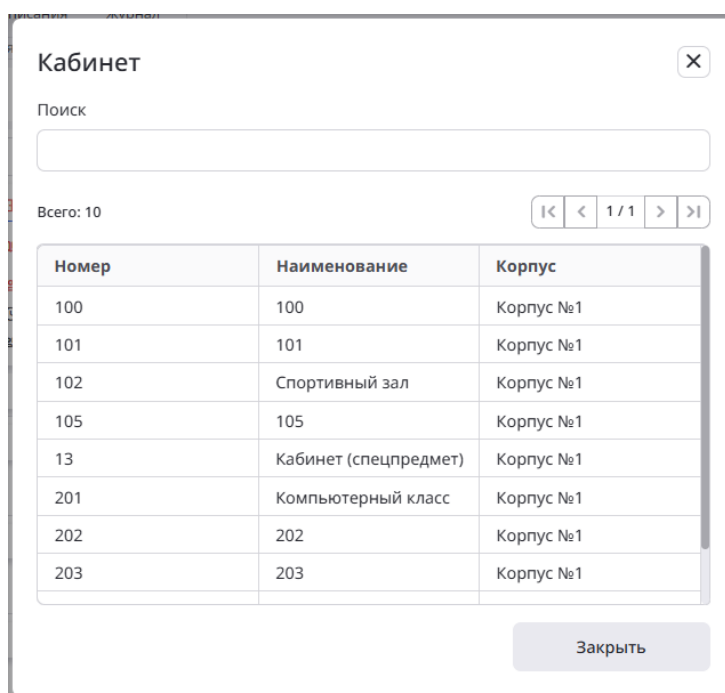 Журнал
Кабинет
Поиск
Всего: 10
1 / 1
Номер Наименование Корпус
100 100 Корпус №1
101 101 Корпус №1
102 Спортивный зал Корпус №1
105 105 Корпус №1
13 Кабинет (спецпредмет) Корпус №1
201 Компьютерный класс Корпус №1
202 202 Корпус №1
203 203 Корпус №1
Закрыть